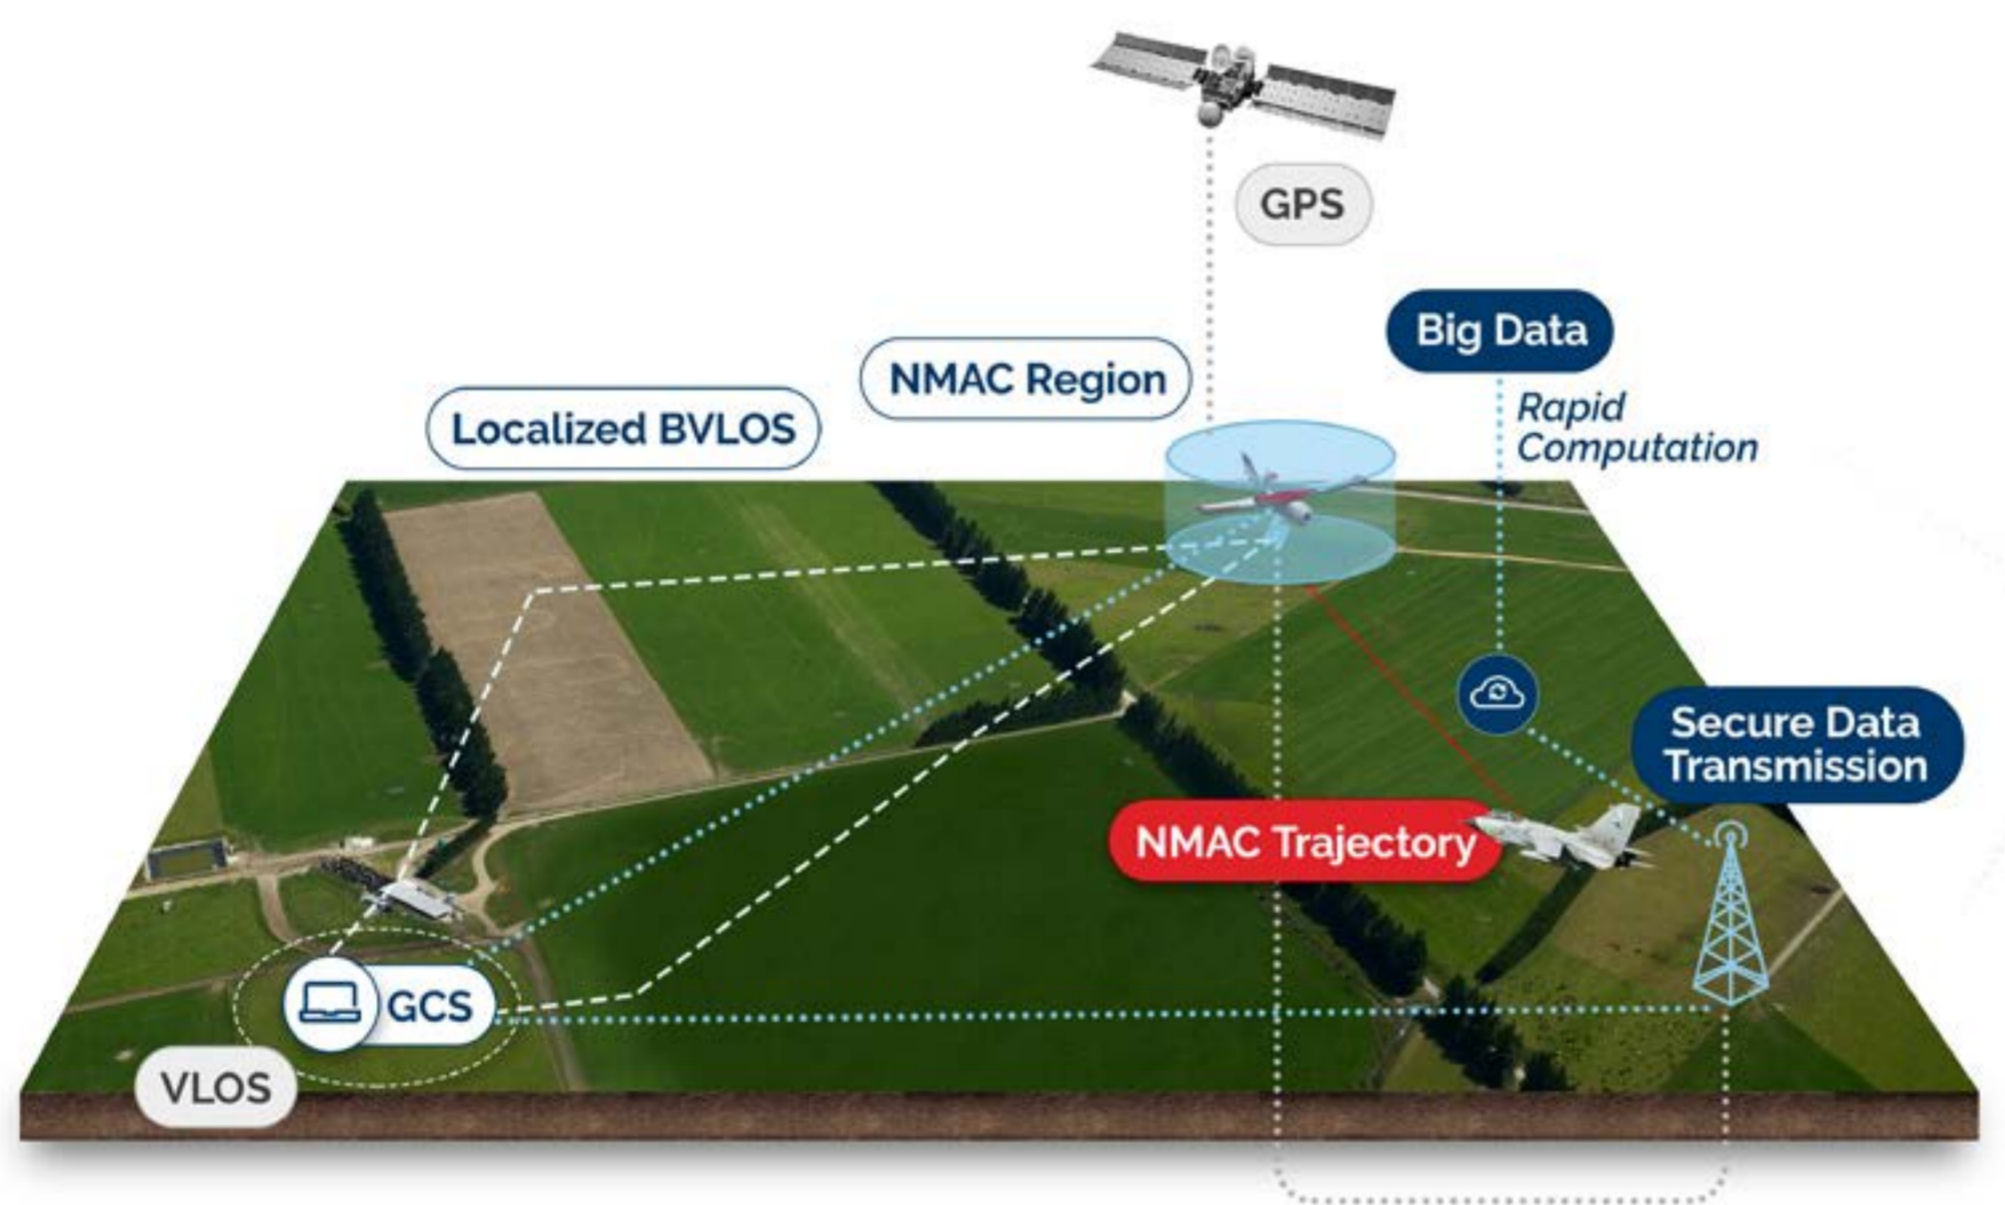 GPS
Big Data
Rapid
Computation
NMAC Region
Localized BVLOS
Secure Data
Transmission
NMAC Trajectory
GCS
VLOS